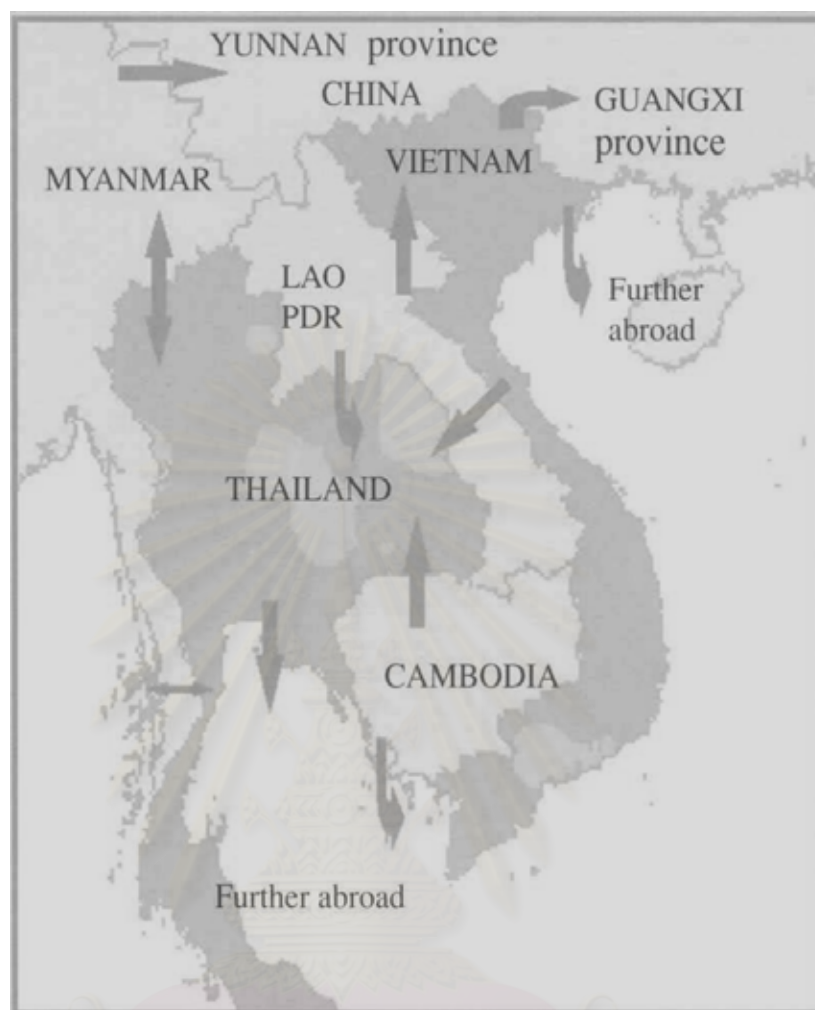 YUNNAN province
CHINA
GUANGXI
province
VIETNAM
MYANMAR
LAO
PDR
Further
abroad
THAILAND
CAMBODIA
Further abroad